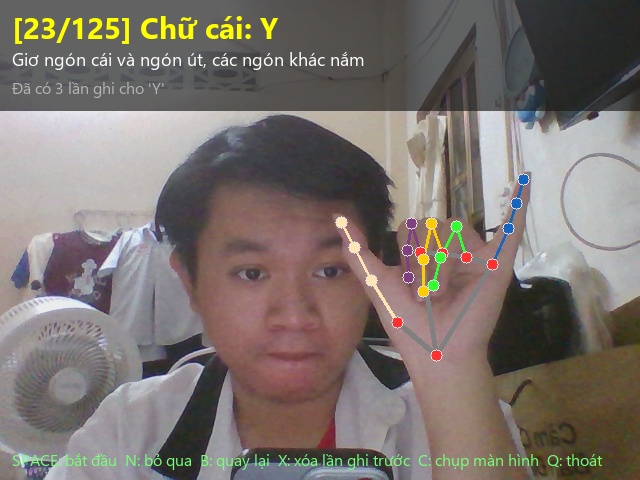 [23/125] Chữ cái: Y
Giơ ngón cái và ngón út, các ngón khác nắm
Đã có 3 lần ghi cho 'Y'
SPACE: bắt đầu  N: bỏ qua  B: quay lại  X: xóa lần ghi trước  C: chụp màn hình  Q: thoát